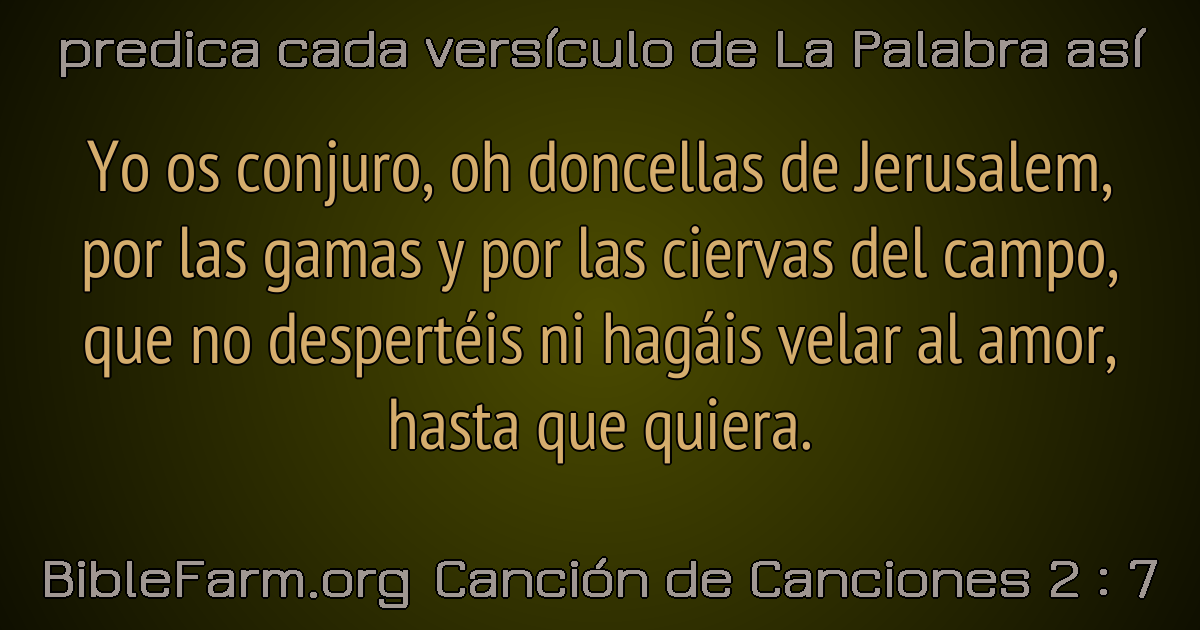 predica cada versículo de La Palabra así
Yo os conjuro, oh doncellas de Jerusalem,
por las gamas y por las ciervas del campo,
que no despertéis ni hagáis velar al amor,
hasta que quiera.
BibleFarm.org Canción de Canciones 2 : 7